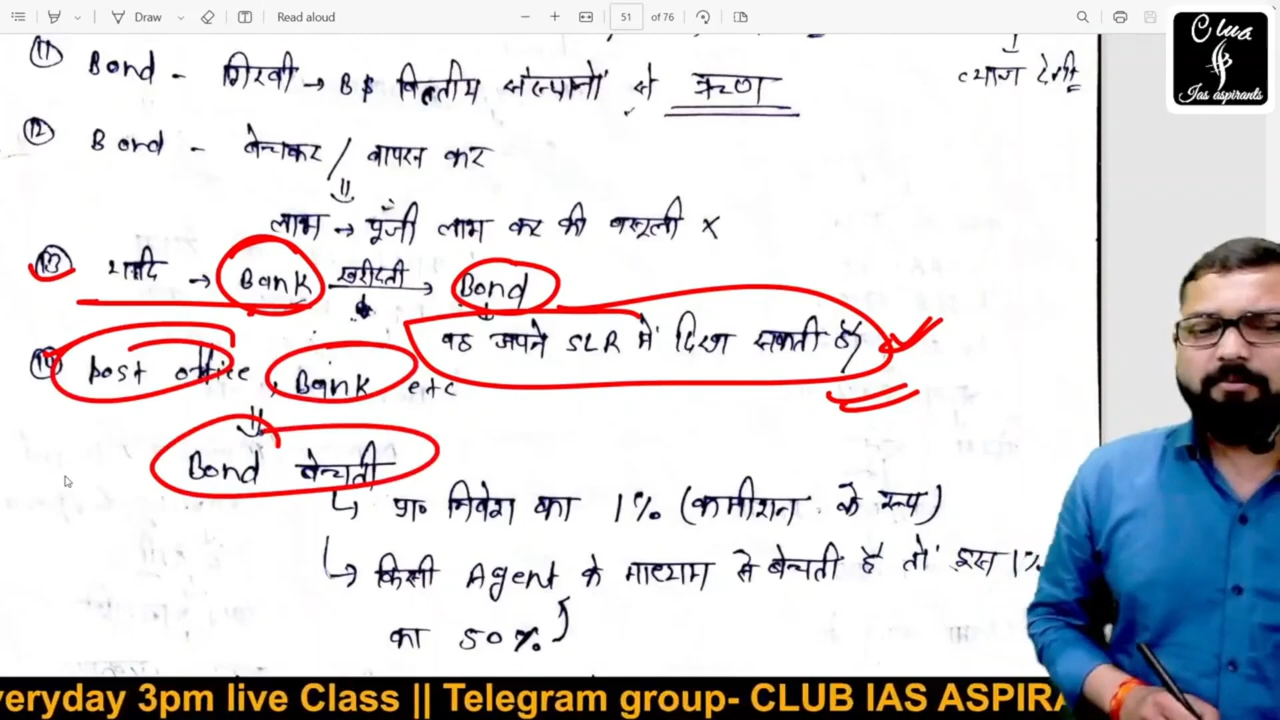 Draw
Read aloud
51
of 76
Club
Ias aspirants
⑪ Bond - गिरवी → B$ वित्तीय संस्थानों से ऋण
ब्याज देगी
⑫ Bond - बेचकर / वापस कर
लाभ → पूँजी लाभ कर की वसूली x
⑬ यदि → Bank खरीदती → Bond
वह अपने SLR में दिखा सकती है/
⑭ post office, Bank etc
Bond बेचती
प्र० निवेश का 1% (कमीशन के रूप)
किसी Agent के माध्यम से बेचती है तो इस 1%
का 50%
veryday 3pm live Class || Telegram group- CLUB IAS ASPIRA